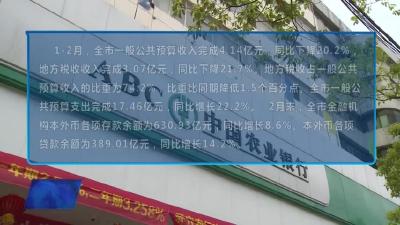 1-2月，全市一般公共预算收入完成4.14亿元，同比下降20.2%，
地方税收收入3.07亿元，同比下降21.7%，地方税收占一般公共
预算收入的比重为74.2%，比重比同期降低1.5个百分点。全市一般公
共预算支出完成17.46亿元，同比增长22.2%。 2月末，全市金融机
构本外币各项存款余额为630.93亿元，同比增长8.6%，本外币各项
贷款余额为389.01亿元，同比增长14.2%。
ABC
中国农业银行
年期3.258%